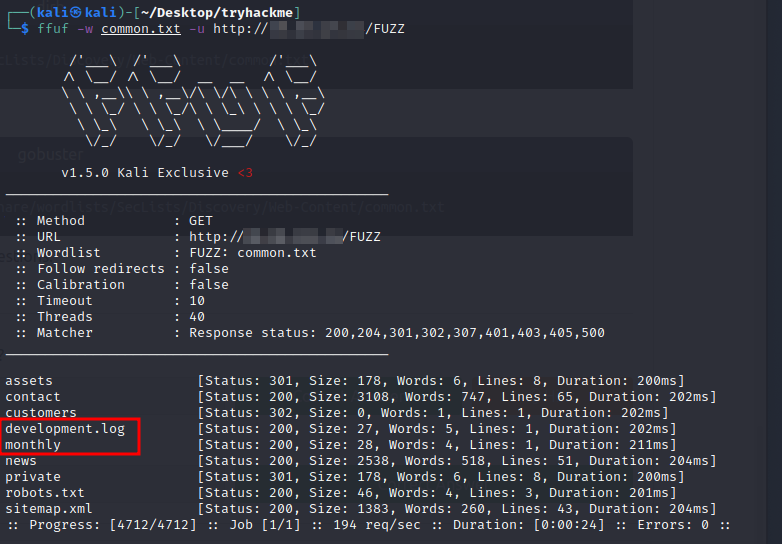 (kali㉿kali)-[~/Desktop/tryhackme]
$ ffuf -w common.txt -u http:// /FUZZ
v1.5.0 Kali Exclusive <3
:: Method : GET
:: URL : http:// /FUZZ
:: Wordlist : FUZZ: common.txt
:: Follow redirects : false
:: Calibration : false
:: Timeout : 10
:: Threads : 40
:: Matcher : Response status: 200,204,301,302,307,401,403,405,500
assets [Status: 301, Size: 178, Words: 6, Lines: 8, Duration: 200ms]
contact [Status: 200, Size: 3108, Words: 747, Lines: 65, Duration: 202ms]
customers [Status: 302, Size: 0, Words: 1, Lines: 1, Duration: 202ms]
development.log [Status: 200, Size: 27, Words: 5, Lines: 1, Duration: 202ms]
monthly [Status: 200, Size: 28, Words: 4, Lines: 1, Duration: 211ms]
news [Status: 200, Size: 2538, Words: 518, Lines: 51, Duration: 204ms]
private [Status: 301, Size: 178, Words: 6, Lines: 8, Duration: 200ms]
robots.txt [Status: 200, Size: 46, Words: 4, Lines: 3, Duration: 201ms]
sitemap.xml [Status: 200, Size: 1383, Words: 260, Lines: 43, Duration: 204ms]
:: Progress: [4712/4712] :: Job [1/1] :: 194 req/sec :: Duration: [0:00:24] :: Errors: 0 ::